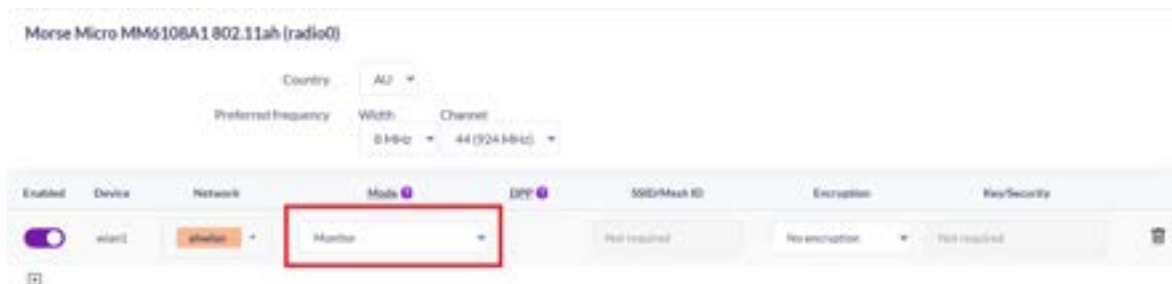 Morse Micro MM6108A1 802.11ah (radio0)
Country AU
Preferred frequency Width Channel
8 MHz 44 (924 MHz)
Enabled Device Network Mode DPP SSID/Mesh ID Encryption Key/Security
wlan1 ahwlan Monitor Not required No encryption Not required